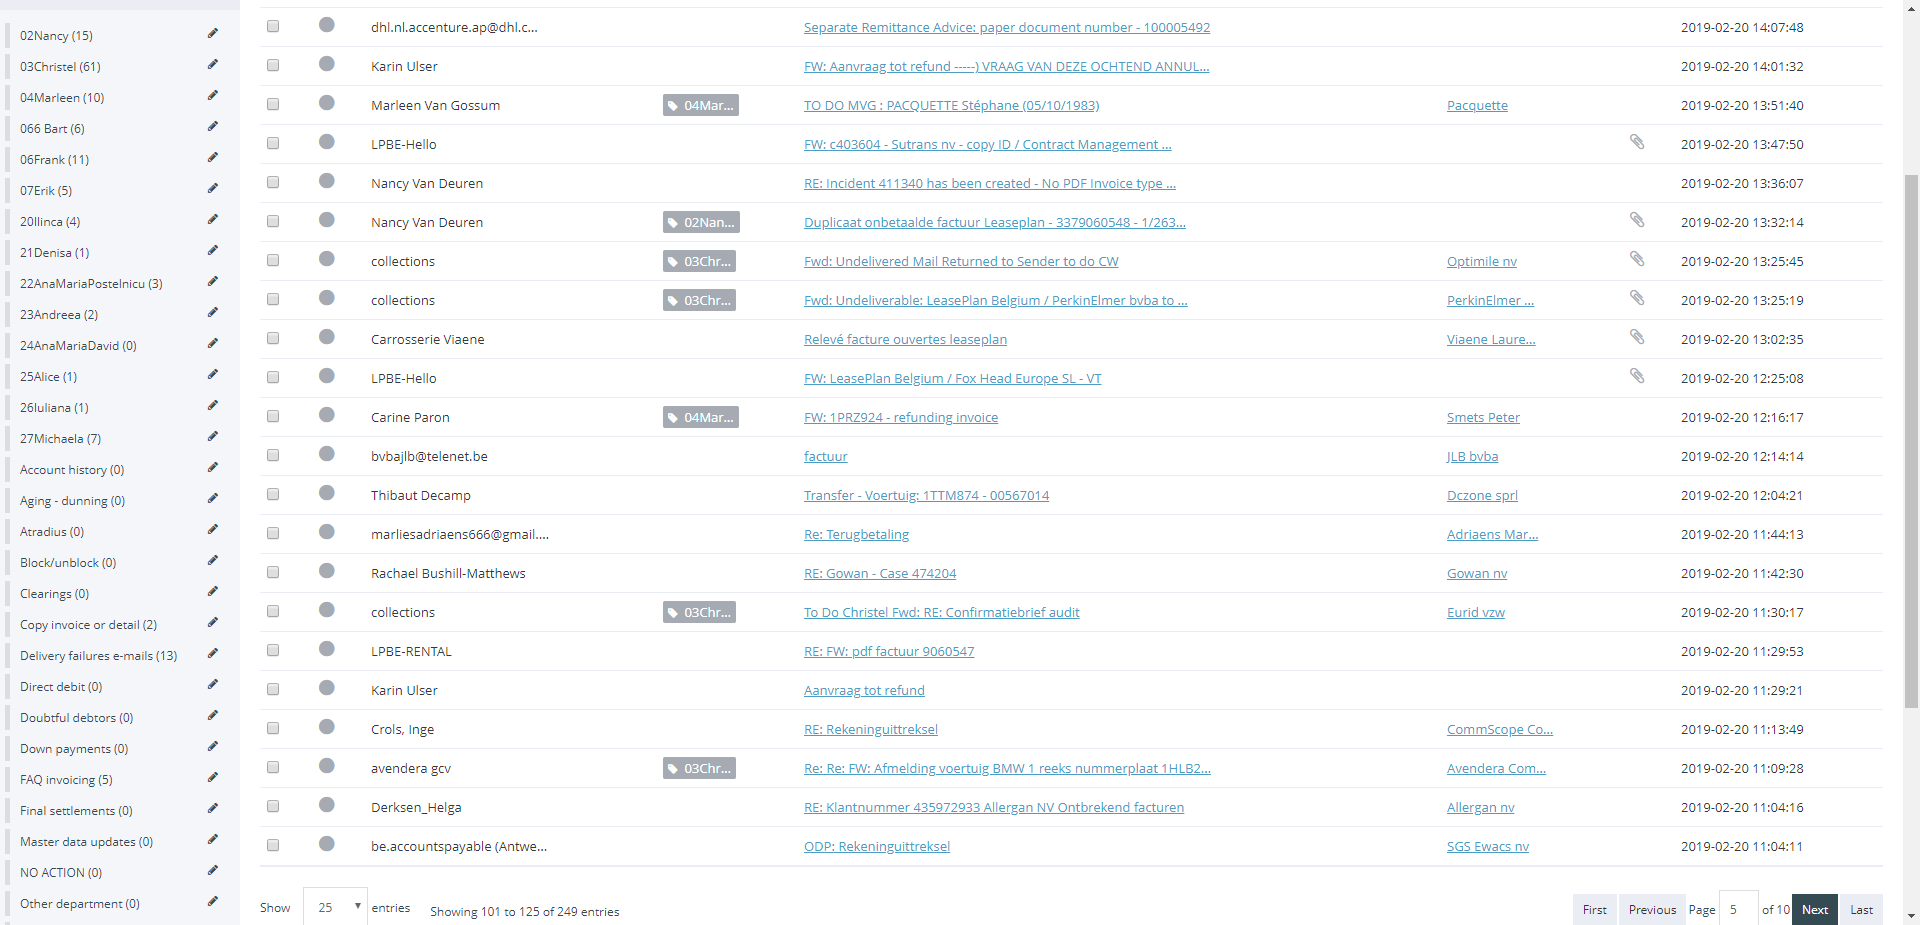 02Nancy (15)
03Christel (61)
04Marleen (10)
066 Bart (6)
06Frank (11)
07Erik (5)
20Ilinca (4)
21Denisa (1)
22AnaMariaPostelnicu (3)
23Andreea (2)
24AnaMariaDavid (0)
25Alice (1)
26Iuliana (1)
27Michaela (7)
Account history (0)
Aging - dunning (0)
Atradius (0)
Block/unblock (0)
Clearings (0)
Copy invoice or detail (2)
Delivery failures e-mails (13)
Direct debit (0)
Doubtful debtors (0)
Down payments (0)
FAQ invoicing (5)
Final settlements (0)
Master data updates (0)
NO ACTION (0)
Other department (0)
dhl.nl.accenture.ap@dhl.c... Separate Remittance Advice: paper document number - 100005492 2019-02-20 14:07:48
Karin Ulser FW: Aanvraag tot refund -----) VRAAG VAN DEZE OCHTEND ANNUL... 2019-02-20 14:01:32
Marleen Van Gossum 04Mar... TO DO MVG : PACQUETTE Stéphane (05/10/1983) Pacquette 2019-02-20 13:51:40
LPBE-Hello FW: c403604 - Sutrans nv - copy ID / Contract Management ... 2019-02-20 13:47:50
Nancy Van Deuren RE: Incident 411340 has been created - No PDF Invoice type ... 2019-02-20 13:36:07
Nancy Van Deuren 02Nan... Duplicaat onbetaalde factuur Leaseplan - 3379060548 - 1/263... 2019-02-20 13:32:14
collections 03Chr... Fwd: Undelivered Mail Returned to Sender to do CW Optimile nv 2019-02-20 13:25:45
collections 03Chr... Fwd: Undeliverable: LeasePlan Belgium / PerkinElmer bvba to ... PerkinElmer ... 2019-02-20 13:25:19
Carrosserie Viaene Relevé facture ouvertes leaseplan Viaene Laure... 2019-02-20 13:02:35
LPBE-Hello FW: LeasePlan Belgium / Fox Head Europe SL - VT 2019-02-20 12:25:08
Carine Paron 04Mar... FW: 1PRZ924 - refunding invoice Smets Peter 2019-02-20 12:16:17
bvbajlb@telenet.be factuur JLB bvba 2019-02-20 12:14:14
Thibaut Decamp Transfer - Voertuig: 1TTM874 - 00567014 Dczone sprl 2019-02-20 12:04:21
marliesadriaens666@gmail.... Re: Terugbetaling Adriaens Mar... 2019-02-20 11:44:13
Rachael Bushill-Matthews RE: Gowan - Case 474204 Gowan nv 2019-02-20 11:42:30
collections 03Chr... To Do Christel Fwd: RE: Confirmatiebrief audit Eurid vzw 2019-02-20 11:30:17
LPBE-RENTAL RE: FW: pdf factuur 9060547 2019-02-20 11:29:53
Karin Ulser Aanvraag tot refund 2019-02-20 11:29:21
Crols, Inge RE: Rekeninguittreksel CommScope Co... 2019-02-20 11:13:49
avendera gcv 03Chr... Re: Re: FW: Afmelding voertuig BMW 1 reeks nummerplaat 1HLB2... Avendera Com... 2019-02-20 11:09:28
Derksen_Helga RE: Klantnummer 435972933 Allergan NV Ontbrekend facturen Allergan nv 2019-02-20 11:04:16
be.accountspayable (Antwe... ODP: Rekeninguittreksel SGS Ewacs nv 2019-02-20 11:04:11
Show 25 entries Showing 101 to 125 of 249 entries First Previous Page 5 of 10 Next Last